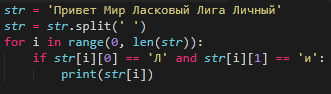 str = 'Привет Мир Ласковый Лига Личный'
str = str.split(' ')
for i in range(0, len(str)):
    if str[i][0] == 'Л' and str[i][1] == 'и':
        print(str[i])